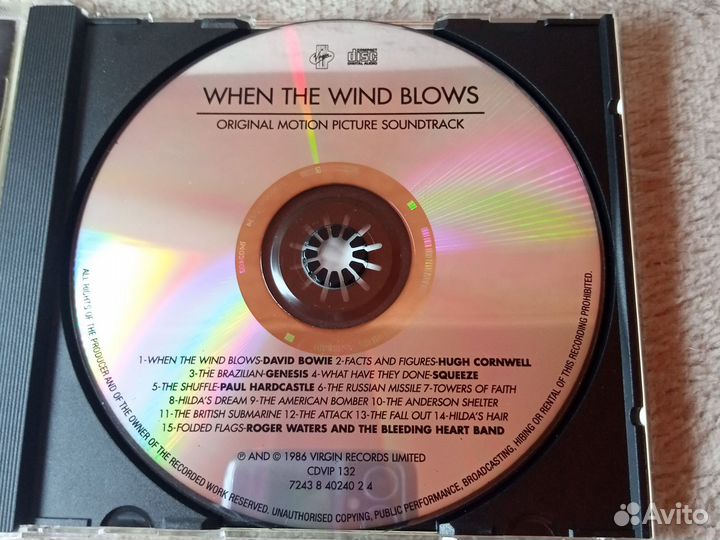 Virgin
COMPACT
disc
DIGITAL AUDIO
WHEN THE WIND BLOWS
ORIGINAL MOTION PICTURE SOUNDTRACK
1-WHEN THE WIND BLOWS-DAVID BOWIE 2-FACTS AND FIGURES-HUGH CORNWELL
3-THE BRAZILIAN-GENESIS 4-WHAT HAVE THEY DONE-SQUEEZE
5-THE SHUFFLE-PAUL HARDCASTLE 6-THE RUSSIAN MISSILE 7-TOWERS OF FAITH
8-HILDA'S DREAM 9-THE AMERICAN BOMBER 10-THE ANDERSON SHELTER
11-THE BRITISH SUBMARINE 12-THE ATTACK 13-THE FALL OUT 14-HILDA'S HAIR
15-FOLDED FLAGS-ROGER WATERS AND THE BLEEDING HEART BAND
℗ AND © 1986 VIRGIN RECORDS LIMITED
CDVIP 132
7243 8 40240 2 4
ALL RIGHTS OF THE PRODUCER AND OF THE OWNER OF THE RECORDED WORK RESERVED. UNAUTHORISED COPYING, PUBLIC PERFORMANCE, BROADCASTING, HIRING OR RENTAL OF THIS RECORDING PROHIBITED.
Avito